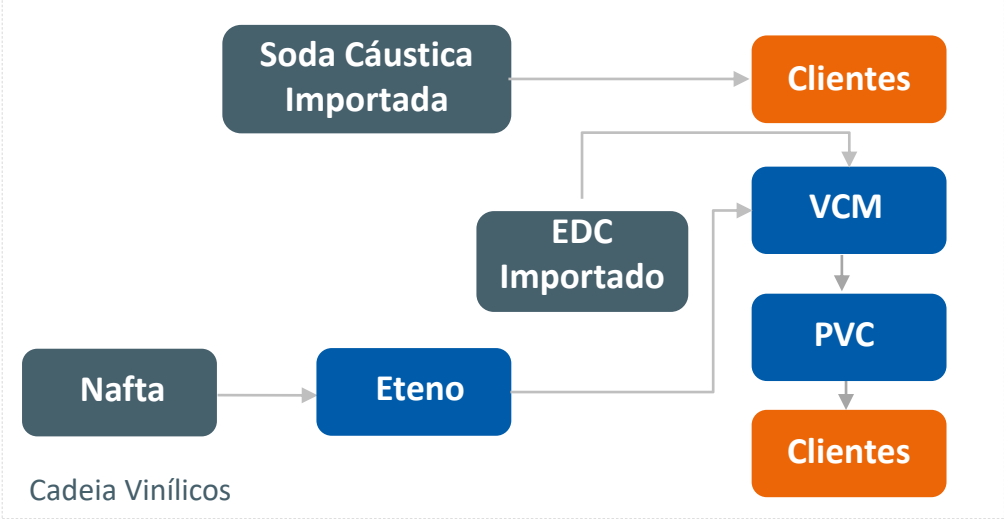 Soda Cáustica
Importada
Clientes
VCM
EDC
Importado
PVC
Nafta
Eteno
Clientes
Cadeia Vinílicos